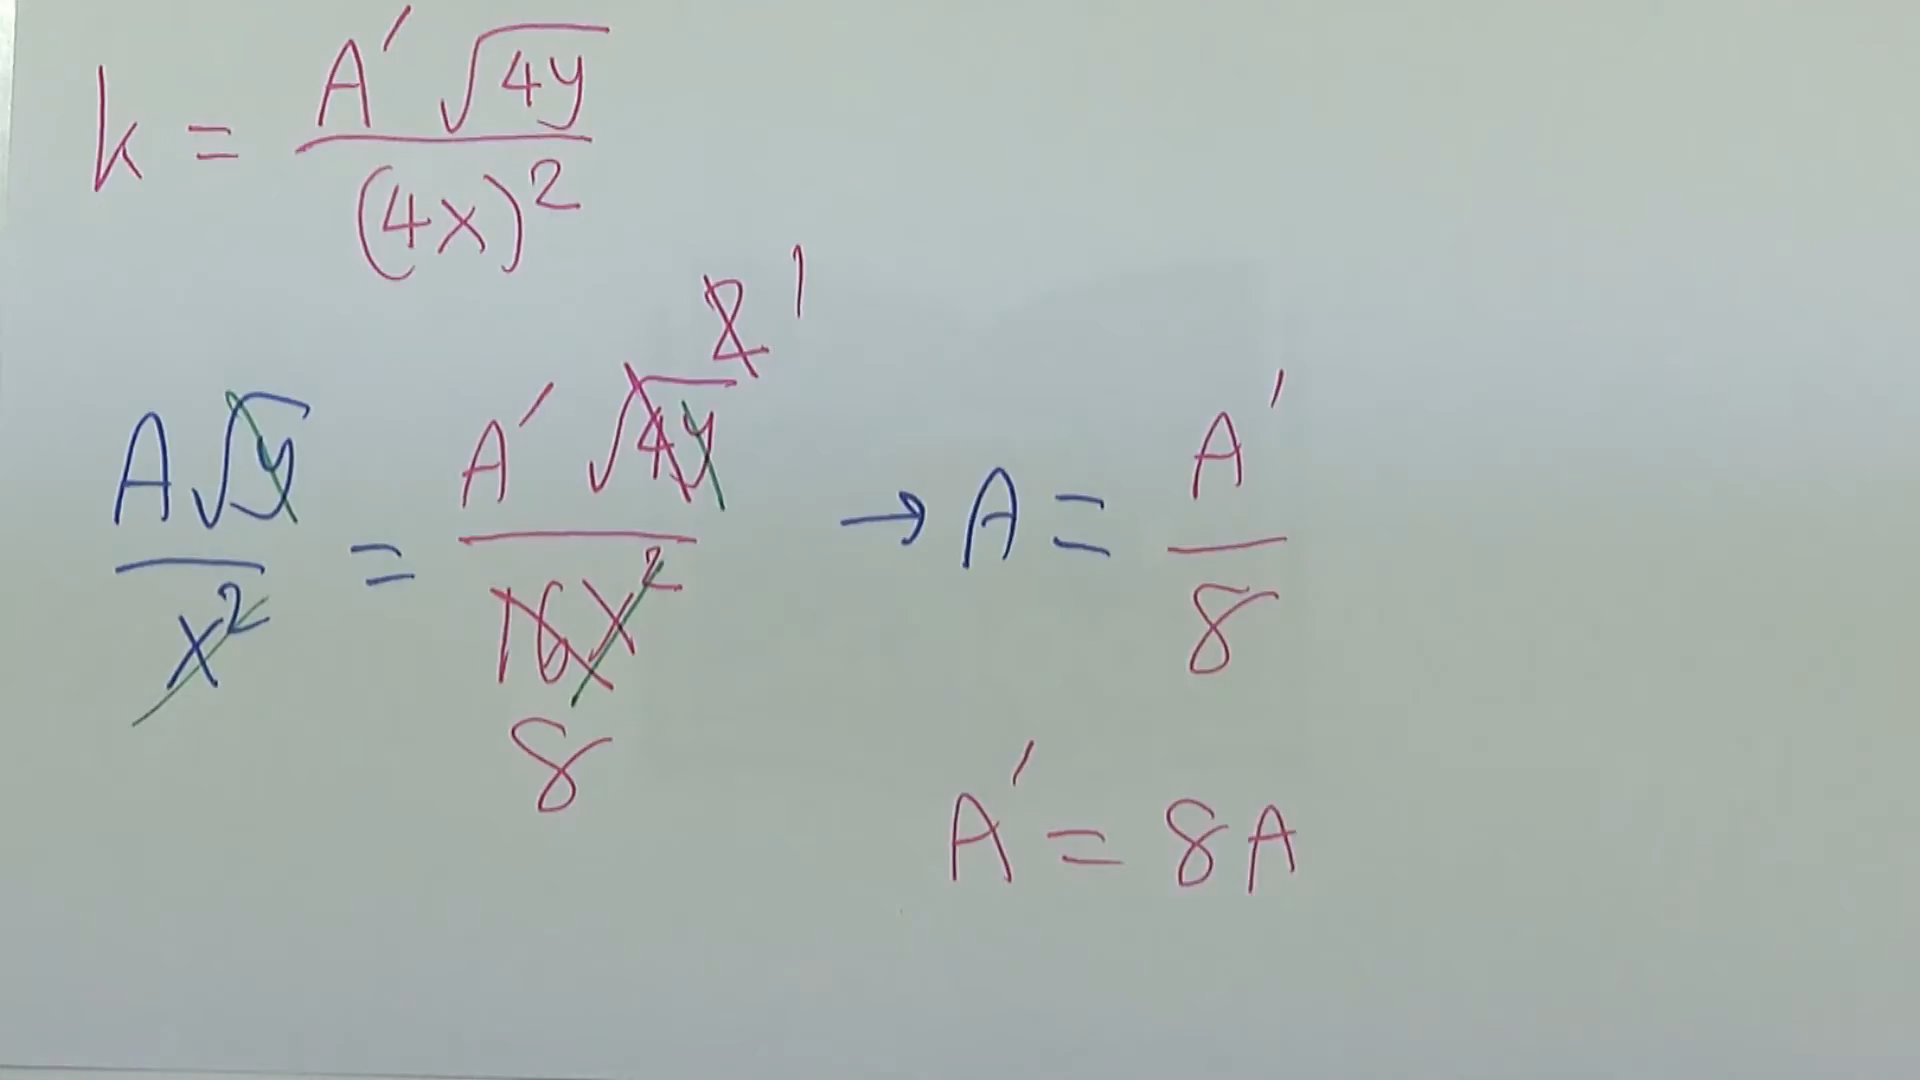 k = A′√4y / (4x)²
A√y / x² = A′√4y / 16x² 2 1 8 → A = A′ / 8
A′ = 8A